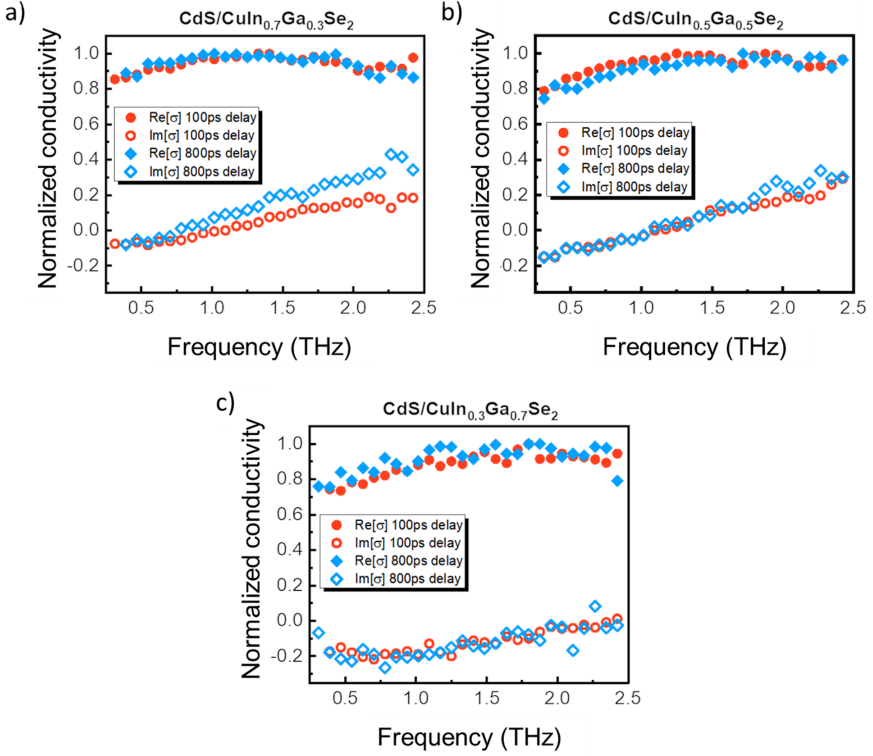 a)
CdS/CuIn0.7Ga0.3Se2
Normalized conductivity
1.0
0.8
0.6
0.4
0.2
0.0
-0.2
Re[σ] 100ps delay
Im[σ] 100ps delay
Re[σ] 800ps delay
Im[σ] 800ps delay
0.5 1.0 1.5 2.0 2.5
Frequency (THz)
b)
CdS/CuIn0.5Ga0.5Se2
Normalized conductivity
1.0
0.8
0.6
0.4
0.2
0.0
-0.2
Re[σ] 100ps delay
Im[σ] 100ps delay
Re[σ] 800ps delay
Im[σ] 800ps delay
0.5 1.0 1.5 2.0 2.5
Frequency (THz)
c)
CdS/CuIn0.3Ga0.7Se2
Normalized conductivity
1.0
0.8
0.6
0.4
0.2
0.0
-0.2
Re[σ] 100ps delay
Im[σ] 100ps delay
Re[σ] 800ps delay
Im[σ] 800ps delay
0.5 1.0 1.5 2.0 2.5
Frequency (THz)